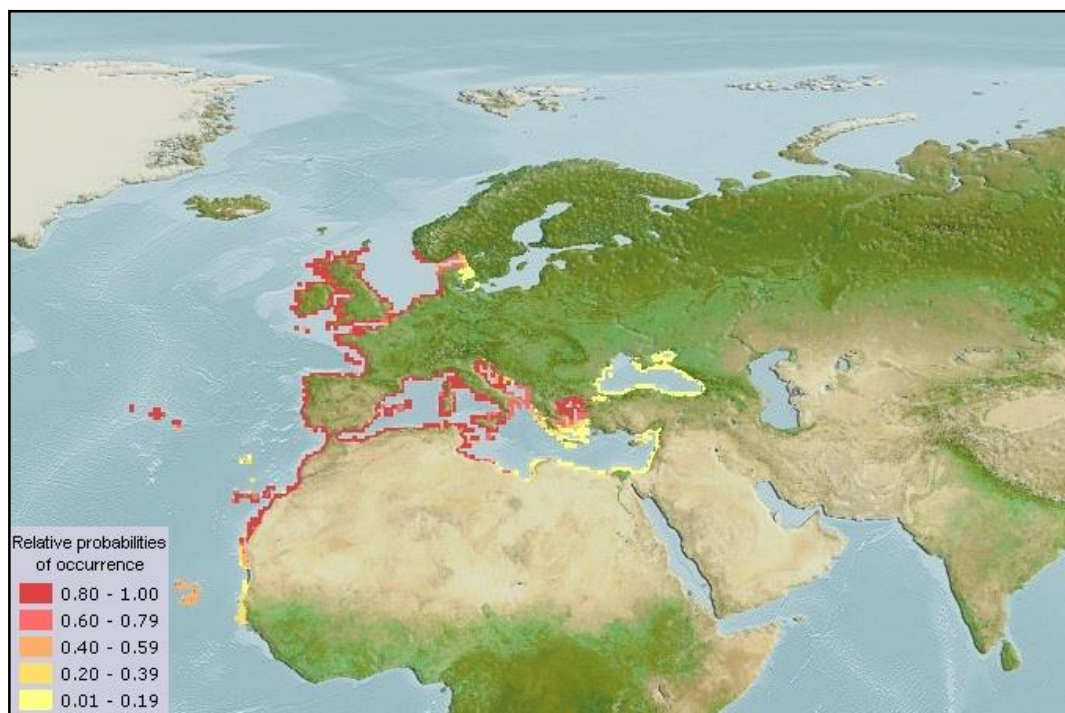 Relative probabilities
of occurrence
0.80 - 1.00
0.60 - 0.79
0.40 - 0.59
0.20 - 0.39
0.01 - 0.19